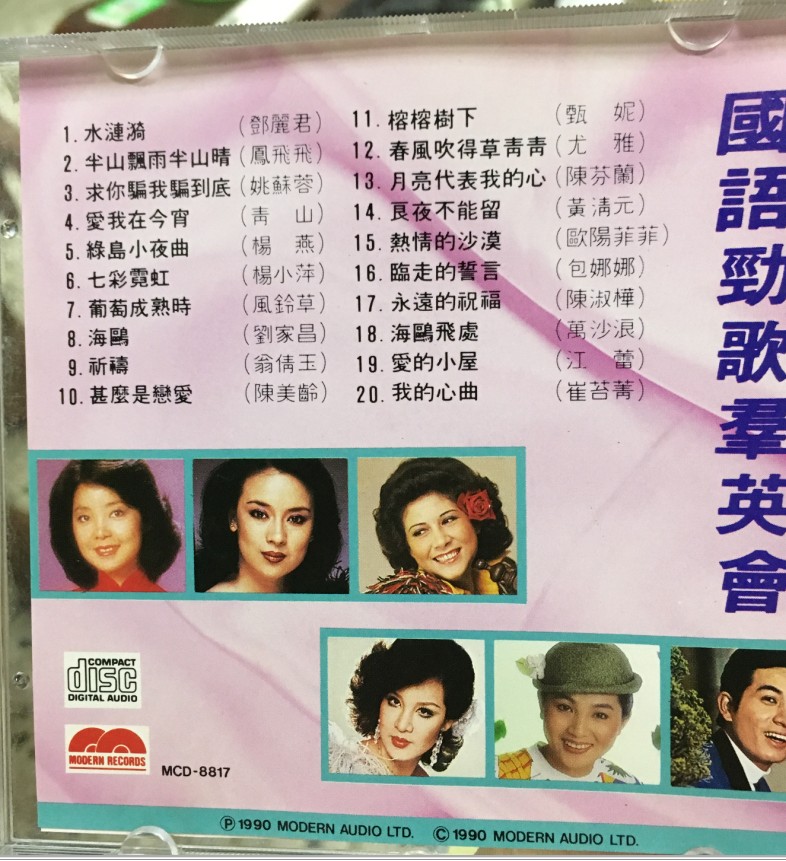 1. 水漣漪 (鄧麗君)
2. 半山飄雨半山晴 (鳳飛飛)
3. 求你騙我騙到底 (姚蘇蓉)
4. 愛我在今宵 (青 山)
5. 綠島小夜曲 (楊 燕)
6. 七彩霓虹 (楊小萍)
7. 葡萄成熟時 (風鈴草)
8. 海鷗 (劉家昌)
9. 祈禱 (翁倩玉)
10. 甚麼是戀愛 (陳美齡)
11. 榕榕樹下 (甄 妮)
12. 春風吹得草青青 (尤 雅)
13. 月亮代表我的心 (陳芬蘭)
14. 良夜不能留 (黃清元)
15. 熱情的沙漠 (歐陽菲菲)
16. 臨走的誓言 (包娜娜)
17. 永遠的祝福 (陳淑樺)
18. 海鷗飛處 (萬沙浪)
19. 愛的小屋 (江 蕾)
20. 我的心曲 (崔苔菁)
國語勁歌羣英會
COMPACT
disc
DIGITAL AUDIO
MODERN RECORDS
MCD-8817
Ⓟ 1990 MODERN AUDIO LTD. © 1990 MODERN AUDIO LTD.